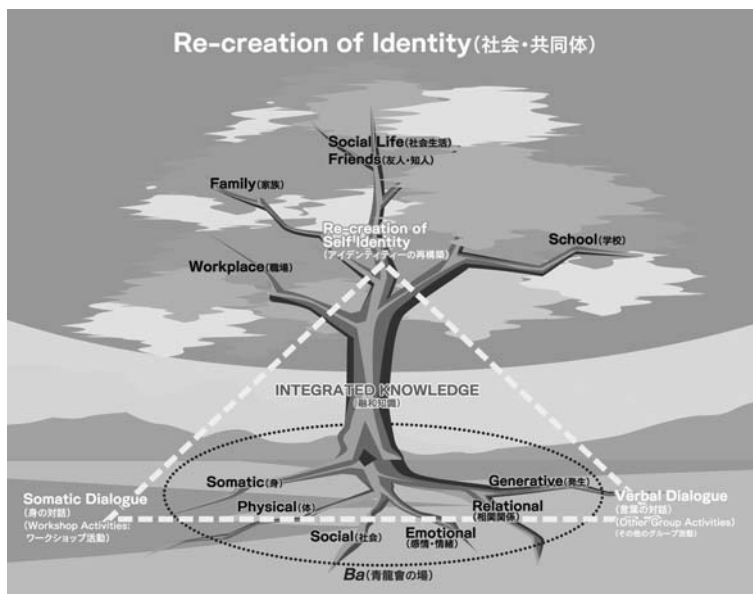 Re-creation of Identity(社会・共同体)
Social Life(社会生活)
Friends(友人・知人)
Family(家族)
Re-creation of
Self Identity
(アイデンティティーの再構築)
School(学校)
Workplace(職場)
INTEGRATED KNOWLEDGE
(融和知識)
Somatic(身)
Generative(発生)
Somatic Dialogue
(身の対話)
(Workshop Activities:
ワークショップ活動)
Physical(体)
Relational
(相関関係)
Verbal Dialogue
(言葉の対話)
(Other Group Activities)
(その他のグループ活動)
Social(社会)
Emotional
(感情・情緒)
Ba(青龍會の場)